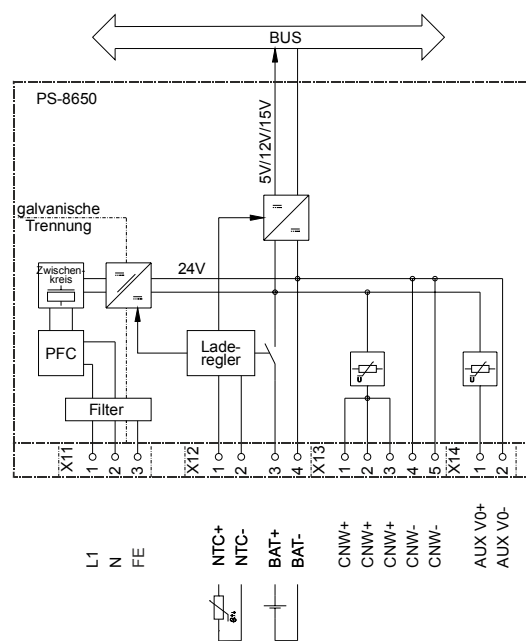 BUS
PS-8650
5V/12V/15V
galvanische
Trennung
Zwischen-
kreis
24V
PFC
Lade-
regler
U
U
Filter
X11 1 2 3 X12 1 2 3 4 X13 1 2 3 4 5 X14 1 2
L1 N FE NTC+ NTC- BAT+ BAT- CNW+ CNW+ CNW+ CNW- CNW- AUX V0+ AUX V0-